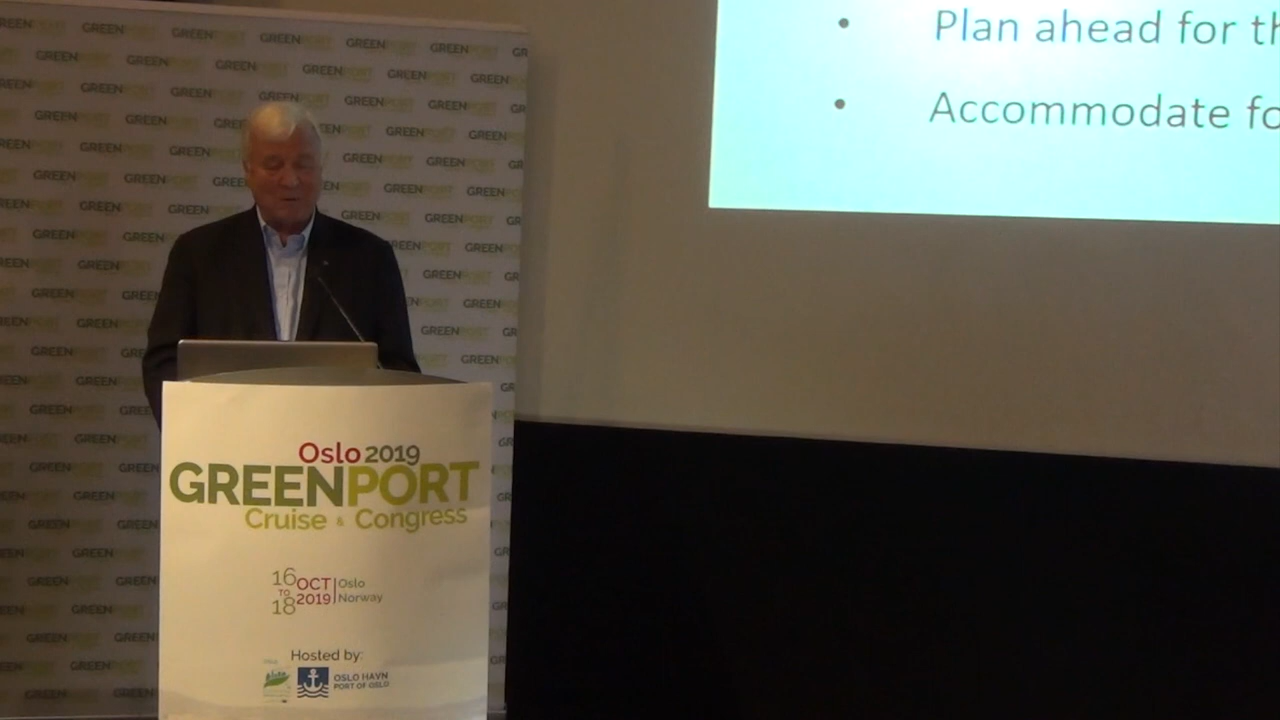 Plan ahead for th
Accommodate fo
Oslo 2019
GREENPORT
Cruise & Congress
16 TO 18 OCT 2019
Oslo
Norway
Hosted by:
OSLO HAVN
PORT OF OSLO
GREENPORT